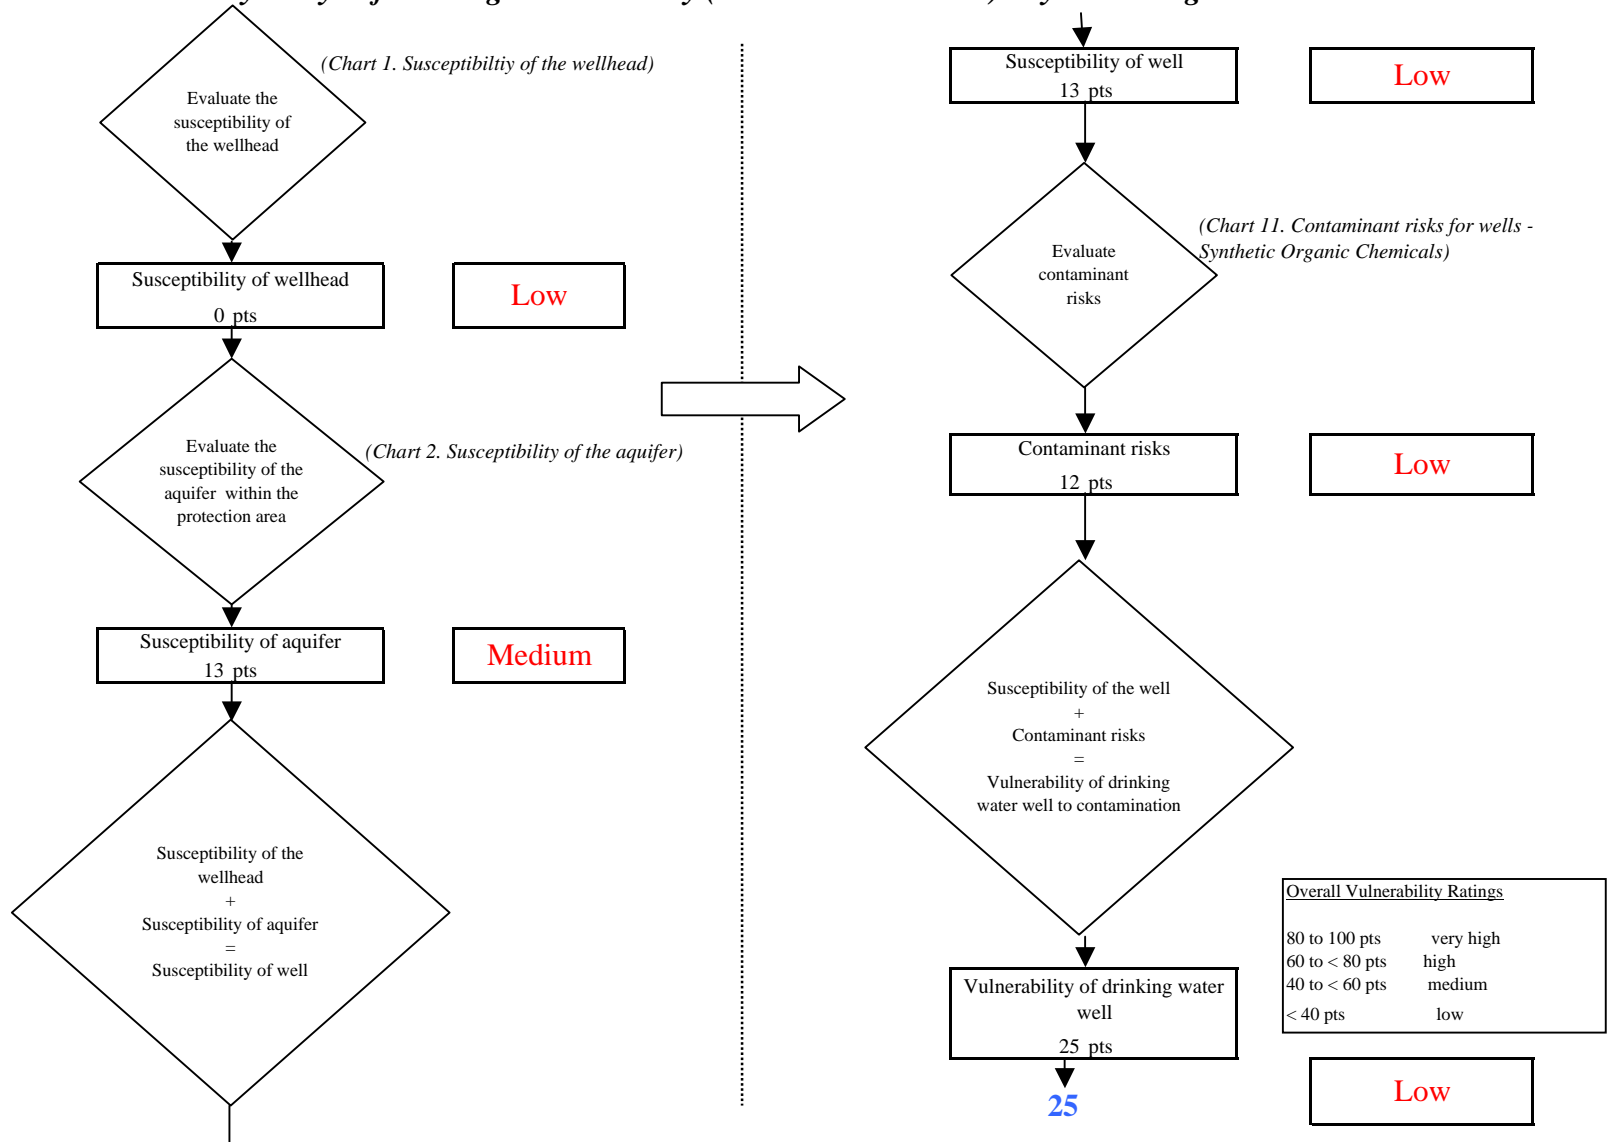 (Chart 1. Susceptibiltiy of the wellhead)
Evaluate the
susceptibility of
the wellhead
Susceptibility of wellhead
0 pts
Low
Evaluate the
susceptibility of the
aquifer within the
protection area
(Chart 2. Susceptibility of the aquifer)
Susceptibility of aquifer
13 pts
Medium
Susceptibility of the
wellhead
+
Susceptibility of aquifer
=
Susceptibility of well
Susceptibility of well
13 pts
Low
(Chart 11. Contaminant risks for wells -
Synthetic Organic Chemicals)
Evaluate
contaminant
risks
Contaminant risks
12 pts
Low
Susceptibility of the well
+
Contaminant risks
=
Vulnerability of drinking
water well to contamination
Overall Vulnerability Ratings
80 to 100 pts very high
60 to < 80 pts high
40 to < 60 pts medium
< 40 pts low
Vulnerability of drinking water
well
25 pts
25
Low